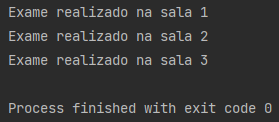 Exame realizado na sala 1
Exame realizado na sala 2
Exame realizado na sala 3
Process finished with exit code 0